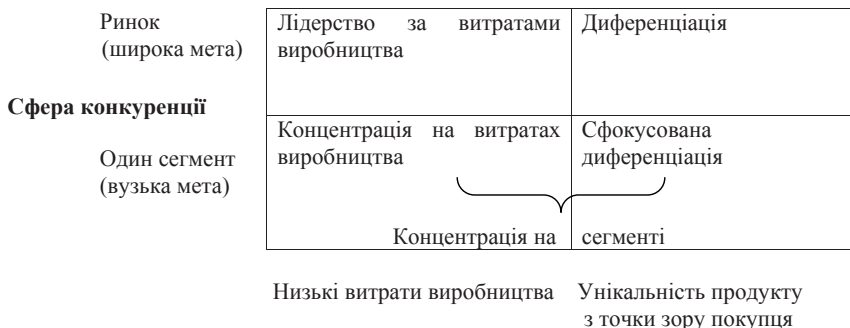 Ринок
(широка мета)
Лідерство за витратами
виробництва
Диференціація
Сфера конкуренції
Один сегмент
(вузька мета)
Концентрація на витратах
виробництва
Сфокусована
диференціація
Концентрація на сегменті
Низькі витрати виробництва
Унікальність продукту
з точки зору покупця